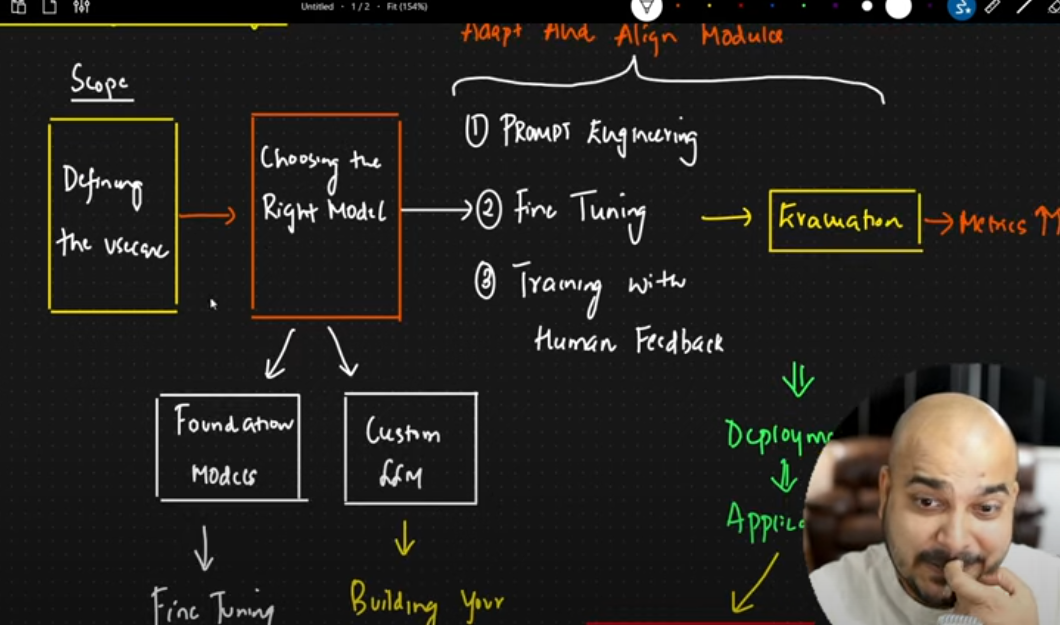 Untitled • 1 / 2 • Fit (154%)
Adapt And Align Models
Scope
Defining
the usecase
Choosing the
Right Model
① Prompt Engineering
② Fine Tuning
③ Training with
Human Feedback
Evaluation
Metrics
Foundation
Models
Custom
LLM
Deployme
Applic
Fine Tuning
Building Your